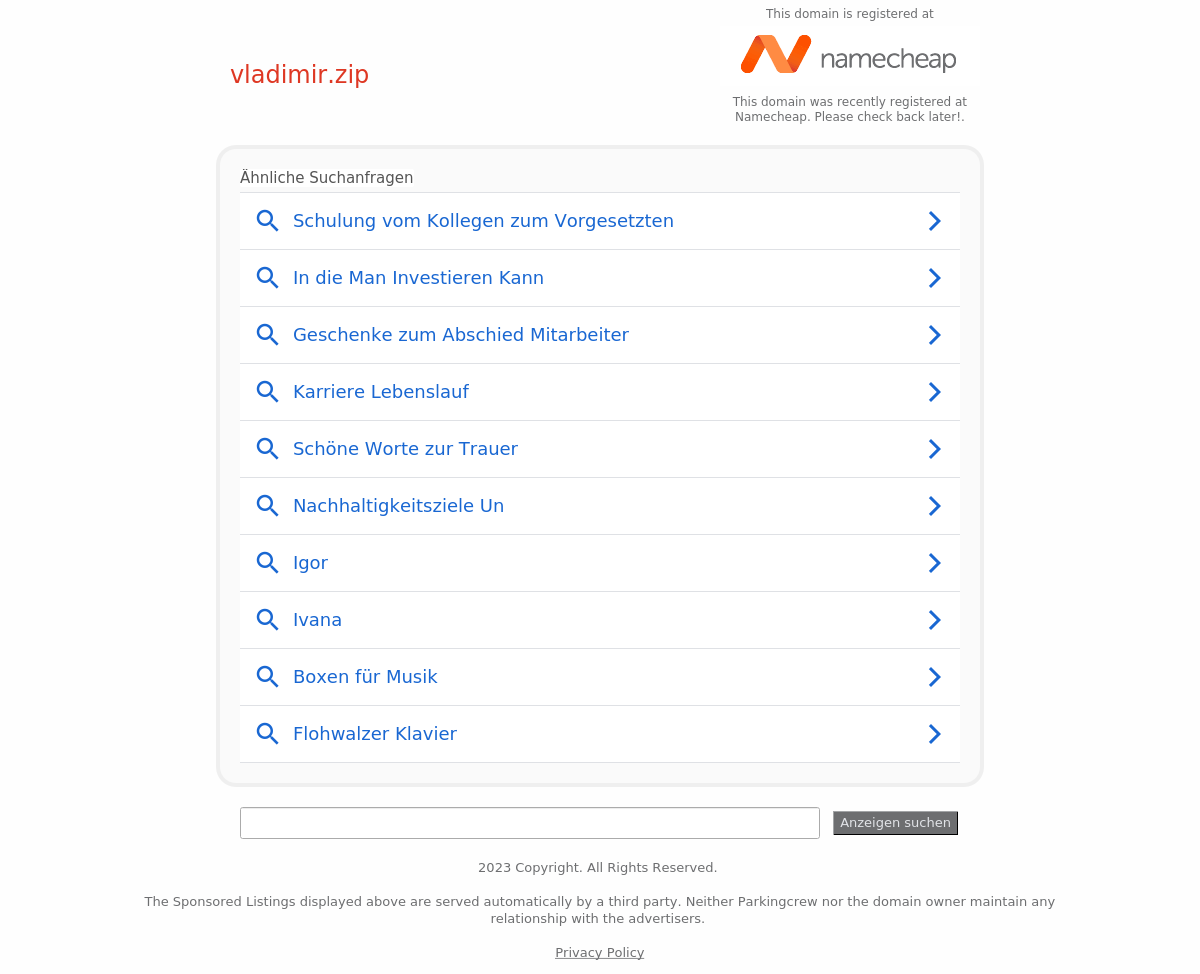 This domain is registered at
namecheap
vladimir.zip
This domain was recently registered at
Namecheap. Please check back later!.
Ähnliche Suchanfragen
Schulung vom Kollegen zum Vorgesetzten
In die Man Investieren Kann
Geschenke zum Abschied Mitarbeiter
Karriere Lebenslauf
Schöne Worte zur Trauer
Nachhaltigkeitsziele Un
Igor
Ivana
Boxen für Musik
Flohwalzer Klavier
Anzeigen suchen
2023 Copyright. All Rights Reserved.
The Sponsored Listings displayed above are served automatically by a third party. Neither Parkingcrew nor the domain owner maintain any
relationship with the advertisers.
Privacy Policy